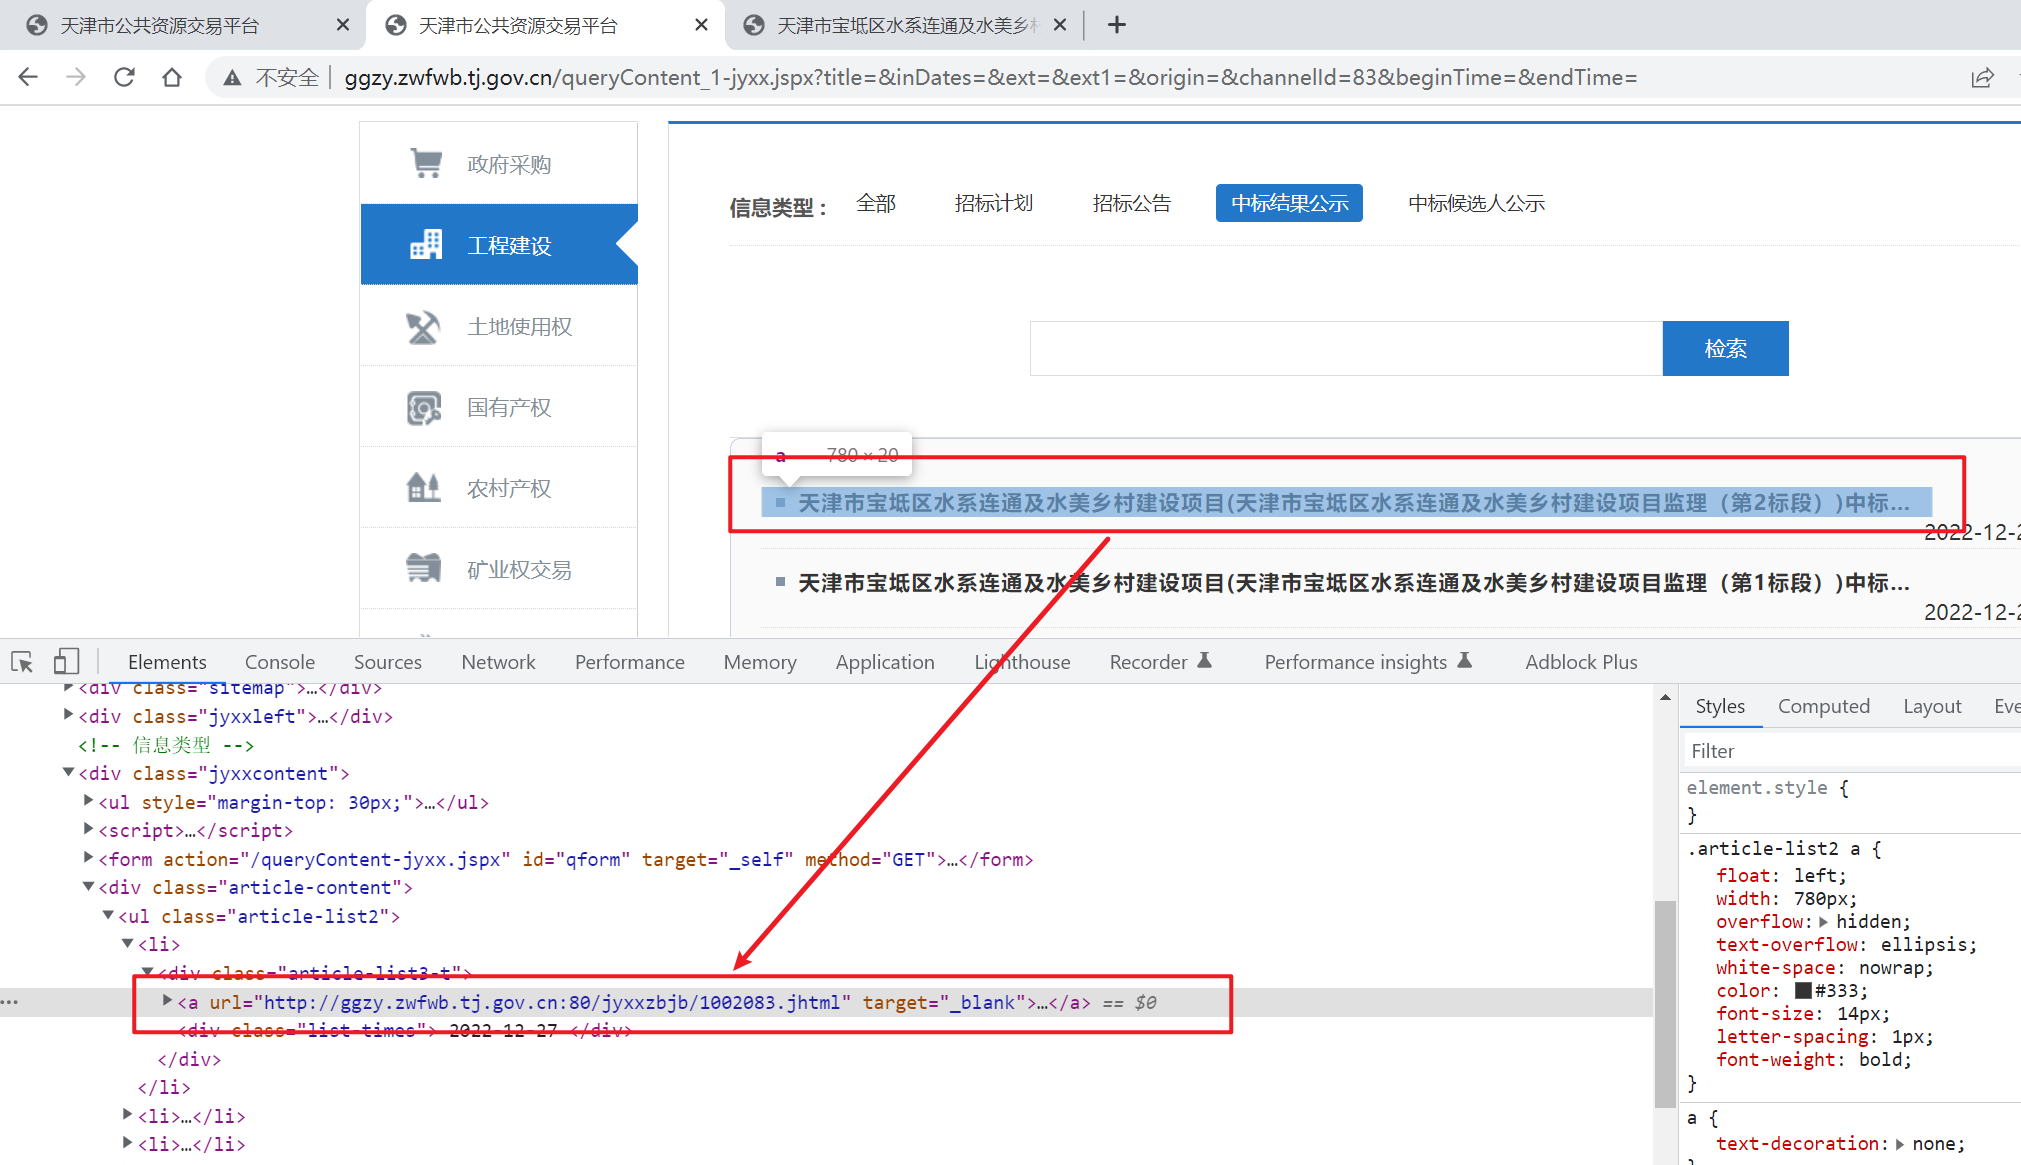 天津市公共资源交易平台
天津市公共资源交易平台
天津市宝坻区水系连通及水美乡
不安全
ggzy.zwfwb.tj.gov.cn/queryContent_1-jyxx.jspx?title=&inDates=&ext=&ext1=&origin=&channelId=83&beginTime=&endTime=
政府采购
工程建设
土地使用权
国有产权
农村产权
矿业权交易
信息类型：
全部
招标计划
招标公告
中标结果公示
中标候选人公示
检索
a 780 × 20
天津市宝坻区水系连通及水美乡村建设项目(天津市宝坻区水系连通及水美乡村建设项目监理（第2标段）)中标...
2022-12-2
天津市宝坻区水系连通及水美乡村建设项目(天津市宝坻区水系连通及水美乡村建设项目监理（第1标段）)中标...
2022-12-2
Elements Console Sources Network Performance Memory Application Lighthouse Recorder Performance insights Adblock Plus
<div class="sitemap">…</div>
<div class="jyxxleft">…</div>
<!-- 信息类型 -->
<div class="jyxxcontent">
<ul style="margin-top: 30px;">…</ul>
<script>…</script>
<form action="/queryContent-jyxx.jspx" id="qform" target="_self" method="GET">…</form>
<div class="article-content">
<ul class="article-list2">
<li>
<div class="article-list3-t">
<a url="http://ggzy.zwfwb.tj.gov.cn:80/jyxxzbjb/1002083.jhtml" target="_blank">…</a> == $0
<div class="list-times"> 2022-12-27 </div>
</div>
</li>
<li>…</li>
<li>…</li>
Styles Computed Layout Eve
Filter
element.style {
}
.article-list2 a {
float: left;
width: 780px;
overflow: hidden;
text-overflow: ellipsis;
white-space: nowrap;
color: #333;
font-size: 14px;
letter-spacing: 1px;
font-weight: bold;
}
a {
text-decoration: none;